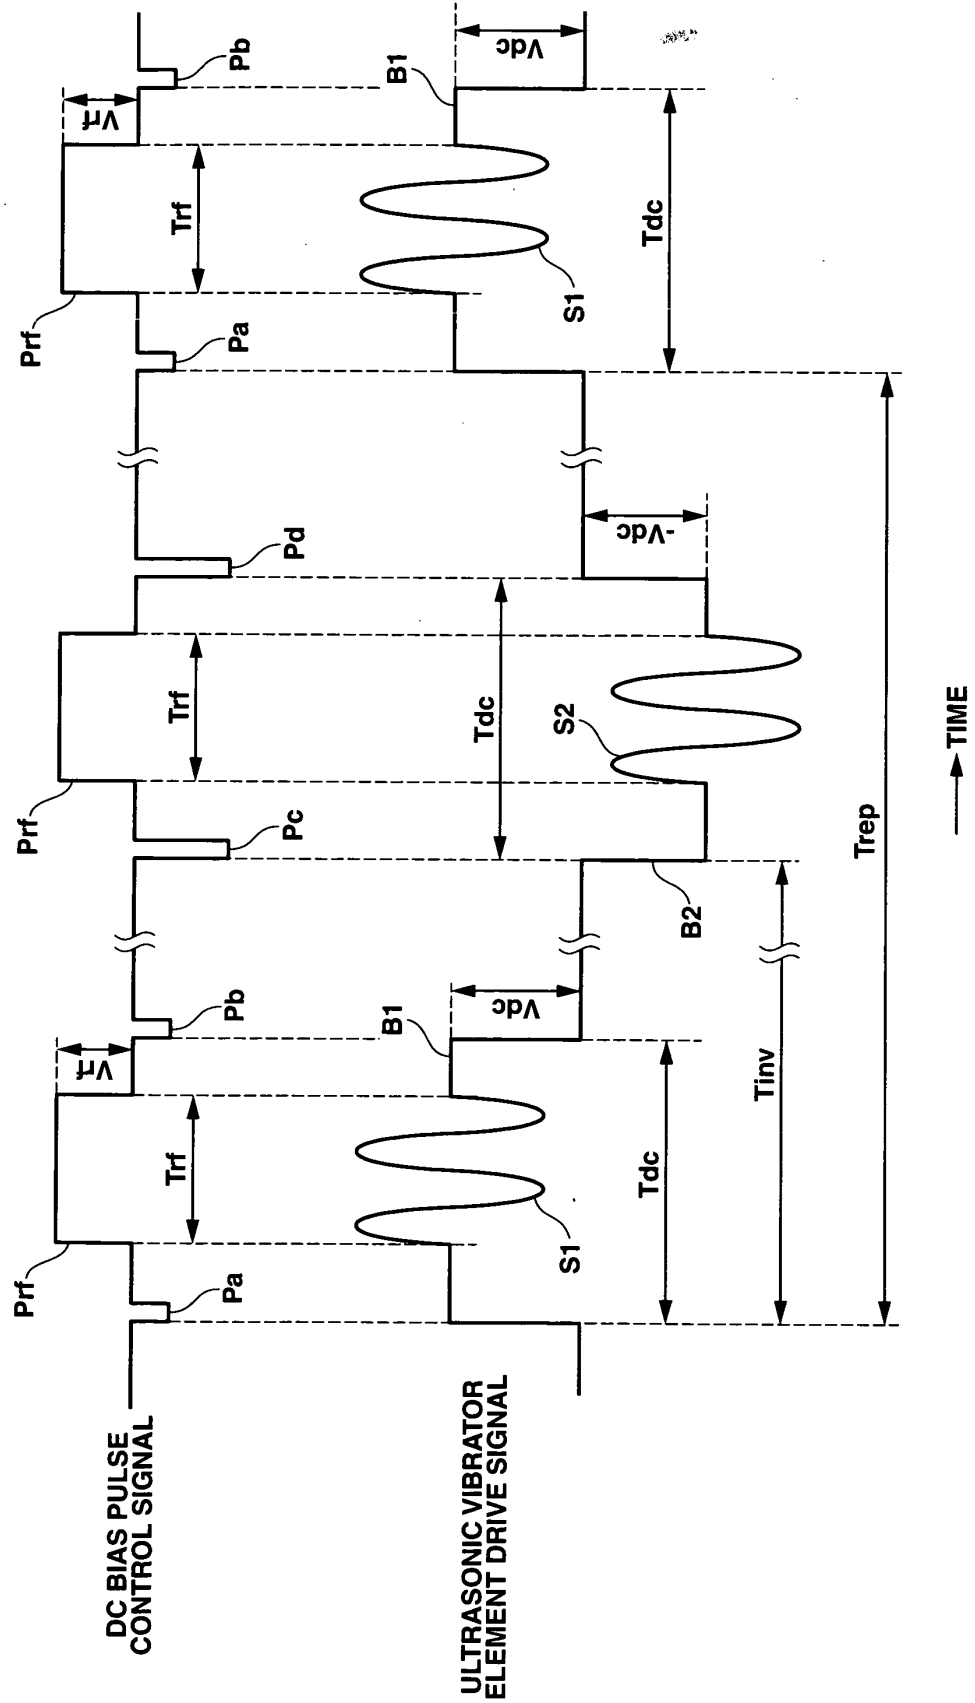 DC BIAS PULSE
CONTROL SIGNAL
Prf
Vrf
Prf
Prf
Vrf
Trf
Trf
Trf
Pa
Pb
Pc
Pd
Pa
Pb
ULTRASONIC VIBRATOR
ELEMENT DRIVE SIGNAL
B1
Vdc
S1
B2
S2
-Vdc
B1
Vdc
S1
Tdc
Tdc
Tdc
Tinv
Trep
TIME